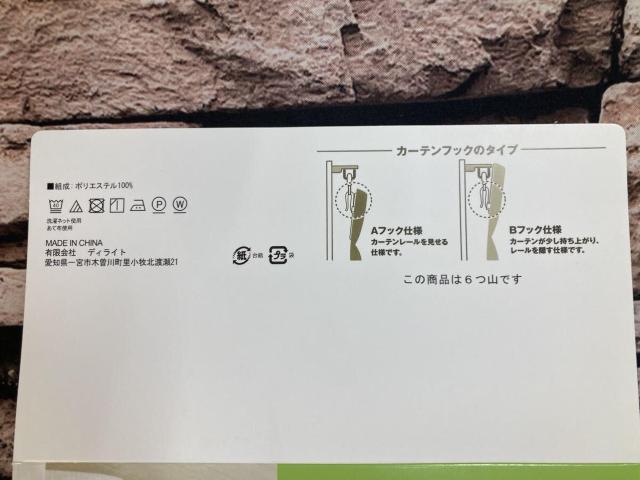 ■組成：ポリエステル100%
40
P W
洗濯ネット使用
あて布使用
MADE IN CHINA
有限会社 ディライト
愛知県一宮市木曽川町里小牧北渡瀬21
紙 台紙 プラ 袋
カーテンフックのタイプ
Aフック仕様
カーテンレールを見せる
仕様です。
Bフック仕様
カーテンが少し持ち上がり、
レールを隠す仕様です。
この商品は６つ山です